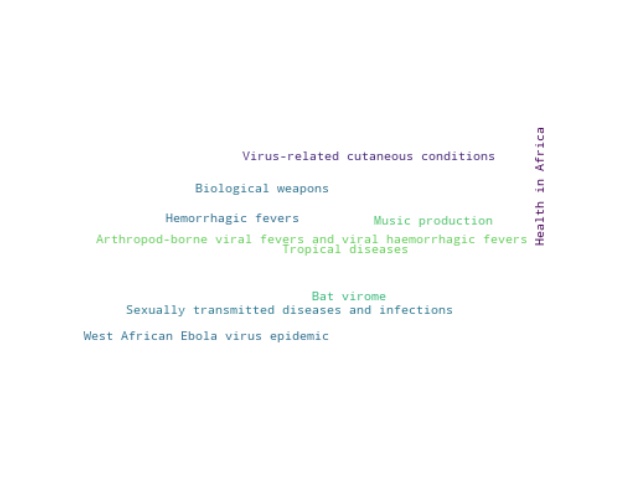 Virus-related cutaneous conditions
Health in Africa
Biological weapons
Hemorrhagic fevers
Music production
Arthropod-borne viral fevers and viral haemorrhagic fevers
Tropical diseases
Bat virome
Sexually transmitted diseases and infections
West African Ebola virus epidemic